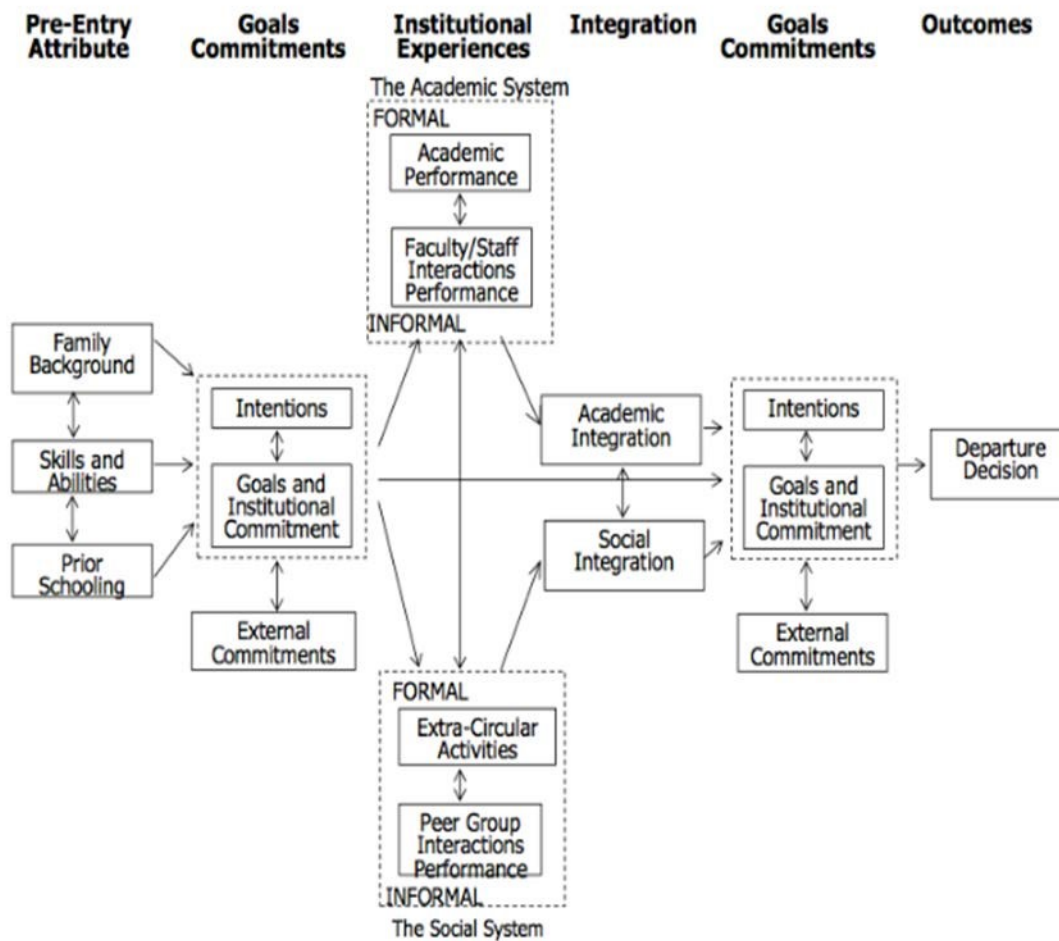 Pre-Entry
Attribute
Goals
Commitments
Institutional
Experiences
Integration
Goals
Commitments
Outcomes
The Academic System
FORMAL
Academic
Performance
Faculty/Staff
Interactions
Performance
INFORMAL
Family
Background
Skills and
Abilities
Prior
Schooling
Intentions
Goals and
Institutional
Commitment
External
Commitments
Academic
Integration
Social
Integration
Intentions
Goals and
Institutional
Commitment
External
Commitments
Departure
Decision
FORMAL
Extra-Circular
Activities
Peer Group
Interactions
Performance
INFORMAL
The Social System